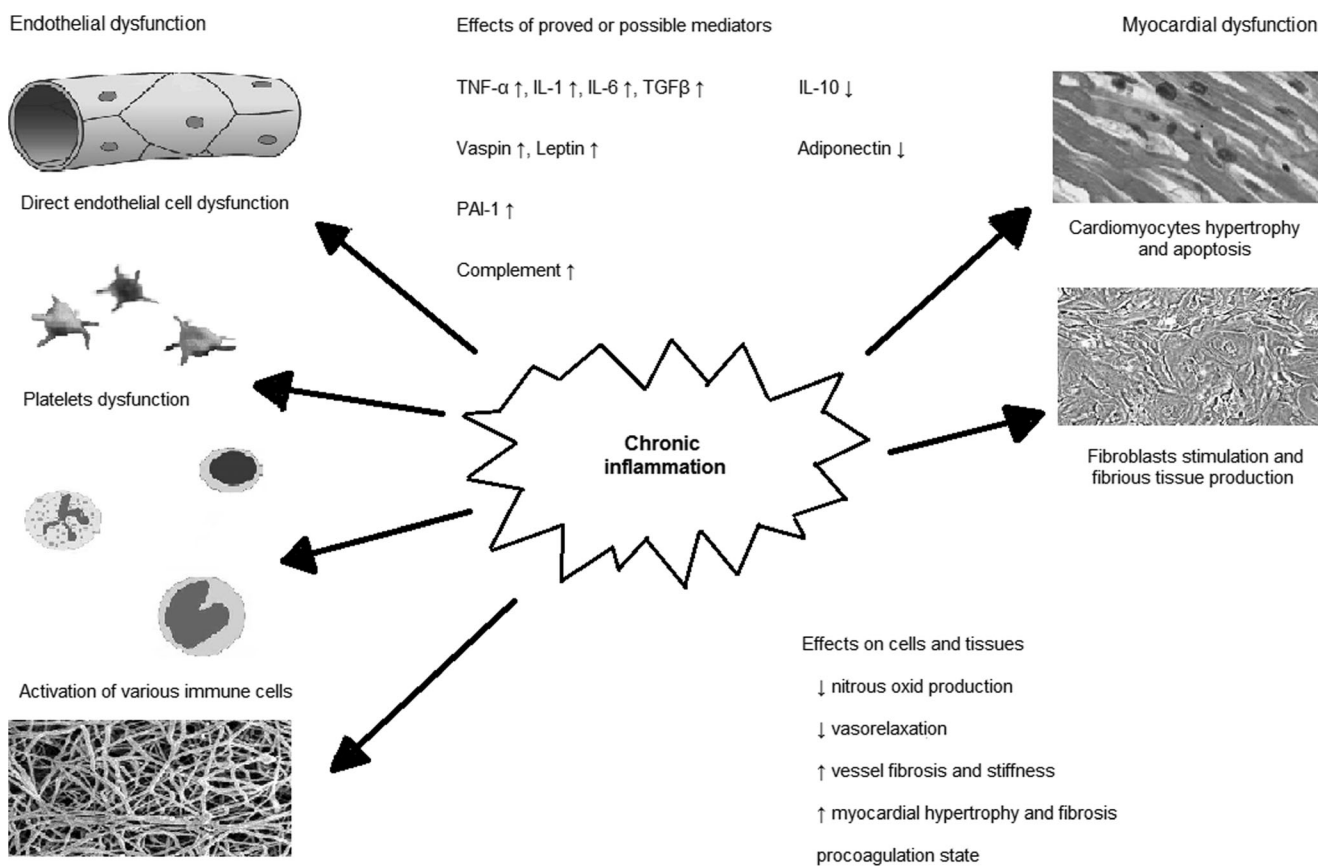 Endothelial dysfunction
Effects of proved or possible mediators
Myocardial dysfunction
TNF-α ↑, IL-1 ↑, IL-6 ↑, TGFβ ↑
IL-10 ↓
Vaspin ↑, Leptin ↑
Adiponectin ↓
PAI-1 ↑
Complement ↑
Direct endothelial cell dysfunction
Platelets dysfunction
Activation of various immune cells
Chronic
inflammation
Cardiomyocytes hypertrophy
and apoptosis
Fibroblasts stimulation and
fibrious tissue production
Effects on cells and tissues
↓ nitrous oxid production
↓ vasorelaxation
↑ vessel fibrosis and stiffness
↑ myocardial hypertrophy and fibrosis
procoagulation state